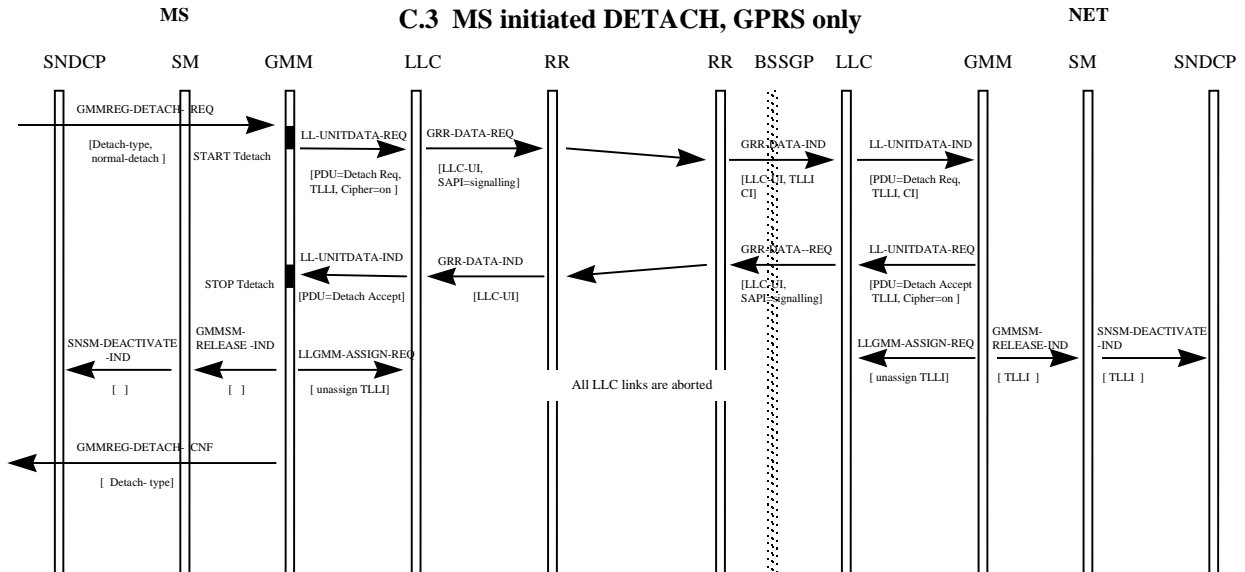 MS
C.3 MS initiated DETACH, GPRS only
NET
SNDCP SM GMM LLC RR RR BSSGP LLC GMM SM SNDCP
GMMREG-DETACH- REQ
[Detach-type,
normal-detach ]
START Tdetach
LL-UNITDATA-REQ
[PDU=Detach Req,
TLLI, Cipher=on ]
GRR-DATA-REQ
[LLC-UI,
SAPI=signalling]
GRR-DATA-IND
[LLC-UI, TLLI
CI]
LL-UNITDATA-IND
[PDU=Detach Req,
TLLI, CI]
STOP Tdetach
LL-UNITDATA-IND
[PDU=Detach Accept]
GRR-DATA-IND
[LLC-UI]
GRR-DATA--REQ
[LLC-UI,
SAPI=signalling]
LL-UNITDATA-REQ
[PDU=Detach Accept
TLLI, Cipher=on ]
SNSM-DEACTIVATE
-IND
[ ]
GMMSM-
RELEASE -IND
[ ]
LLGMM-ASSIGN-REQ
[ unassign TLLI]
All LLC links are aborted
LLGMM-ASSIGN-REQ
[ unassign TLLI]
GMMSM-
RELEASE-IND
[ TLLI ]
SNSM-DEACTIVATE
-IND
[ TLLI ]
GMMREG-DETACH- CNF
[ Detach- type]